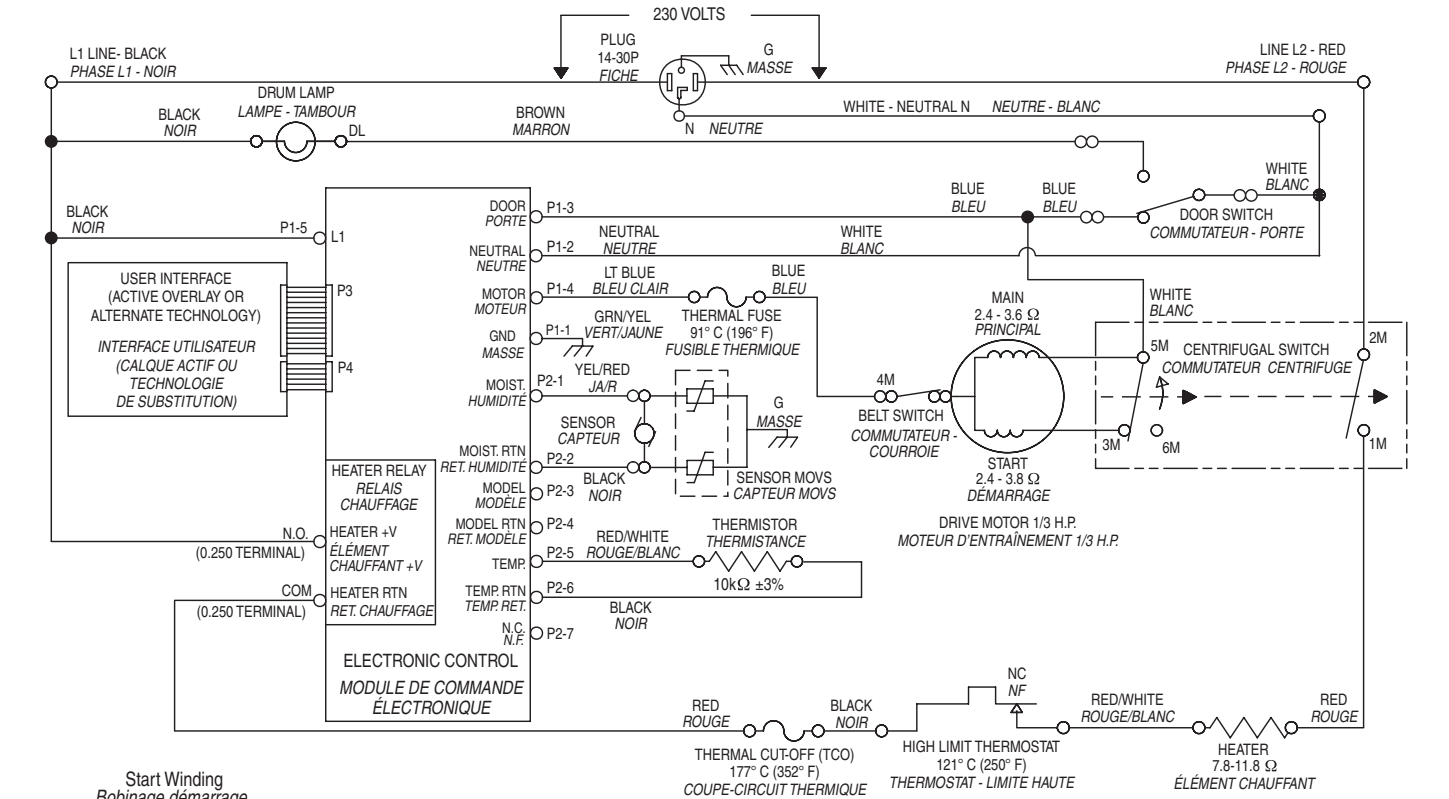 230 VOLTS
L1 LINE- BLACK
PHASE L1 - NOIR
PLUG
14-30P
FICHE
G
MASSE
LINE L2 - RED
PHASE L2 - ROUGE
DRUM LAMP
LAMPE - TAMBOUR
BLACK
NOIR
DL
BROWN
MARRON
N NEUTRE
WHITE - NEUTRAL N NEUTRE - BLANC
WHITE
BLANC
BLACK
NOIR
P1-5
L1
DOOR
PORTE
P1-3
BLUE
BLEU
BLUE
BLEU
DOOR SWITCH
COMMUTATEUR - PORTE
NEUTRAL
NEUTRE
P1-2
NEUTRAL
NEUTRE
WHITE
BLANC
USER INTERFACE
(ACTIVE OVERLAY OR
ALTERNATE TECHNOLOGY)
INTERFACE UTILISATEUR
(CALQUE ACTIF OU
TECHNOLOGIE
DE SUBSTITUTION)
P3
P4
MOTOR
MOTEUR
P1-4
LT BLUE
BLEU CLAIR
BLUE
BLEU
THERMAL FUSE
91° C (196° F)
FUSIBLE THERMIQUE
GND
MASSE
P1-1
GRN/YEL
VERT/JAUNE
MAIN
2.4 - 3.6 Ω
PRINCIPAL
WHITE
BLANC
5M
CENTRIFUGAL SWITCH
COMMUTATEUR CENTRIFUGE
2M
MOIST.
HUMIDITÉ
P2-1
YEL/RED
JA/R
SENSOR
CAPTEUR
G
MASSE
4M
BELT SWITCH
COMMUTATEUR -
COURROIE
3M
6M
1M
MOIST. RTN
RET. HUMIDITÉ
P2-2
BLACK
NOIR
SENSOR MOVS
CAPTEUR MOVS
START
2.4 - 3.8 Ω
DÉMARRAGE
DRIVE MOTOR 1/3 H.P.
MOTEUR D'ENTRAÎNEMENT 1/3 H.P.
HEATER RELAY
RELAIS
CHAUFFAGE
MODEL
MODÈLE
P2-3
MODEL RTN
RET. MODÈLE
P2-4
N.O.
(0.250 TERMINAL)
HEATER +V
ÉLÉMENT
CHAUFFANT +V
TEMP.
P2-5
RED/WHITE
ROUGE/BLANC
THERMISTOR
THERMISTANCE
10kΩ ±3%
COM
(0.250 TERMINAL)
HEATER RTN
RET. CHAUFFAGE
TEMP. RTN
TEMP. RET.
P2-6
BLACK
NOIR
N.C.
N.F.
P2-7
ELECTRONIC CONTROL
MODULE DE COMMANDE
ÉLECTRONIQUE
RED
ROUGE
BLACK
NOIR
NC
NF
RED/WHITE
ROUGE/BLANC
RED
ROUGE
THERMAL CUT-OFF (TCO)
177° C (352° F)
COUPE-CIRCUIT THERMIQUE
HIGH LIMIT THERMOSTAT
121° C (250° F)
THERMOSTAT - LIMITE HAUTE
HEATER
7.8-11.8 Ω
ÉLÉMENT CHAUFFANT
Start Winding
Bobinage démarrage